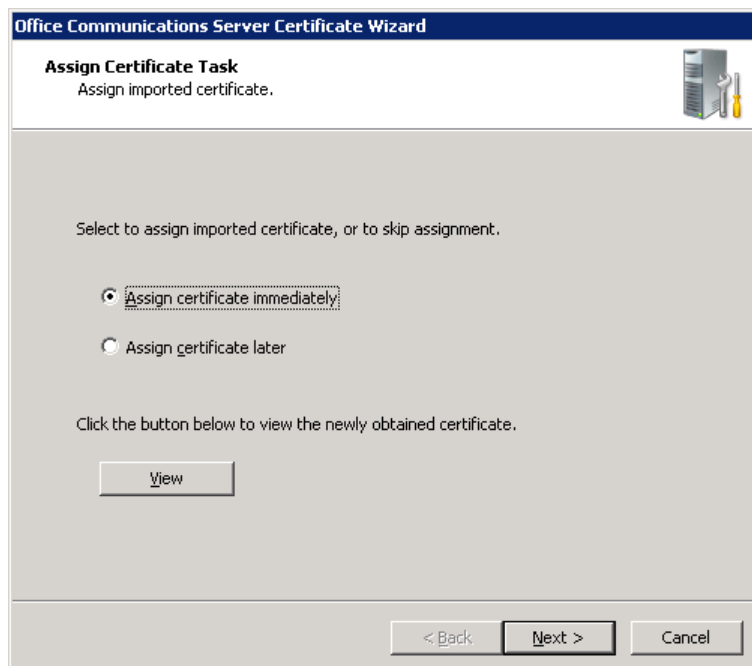 Office Communications Server Certificate Wizard
Assign Certificate Task
Assign imported certificate.
Select to assign imported certificate, or to skip assignment.
Assign certificate immediately
Assign certificate later
Click the button below to view the newly obtained certificate.
View
< Back Next > Cancel